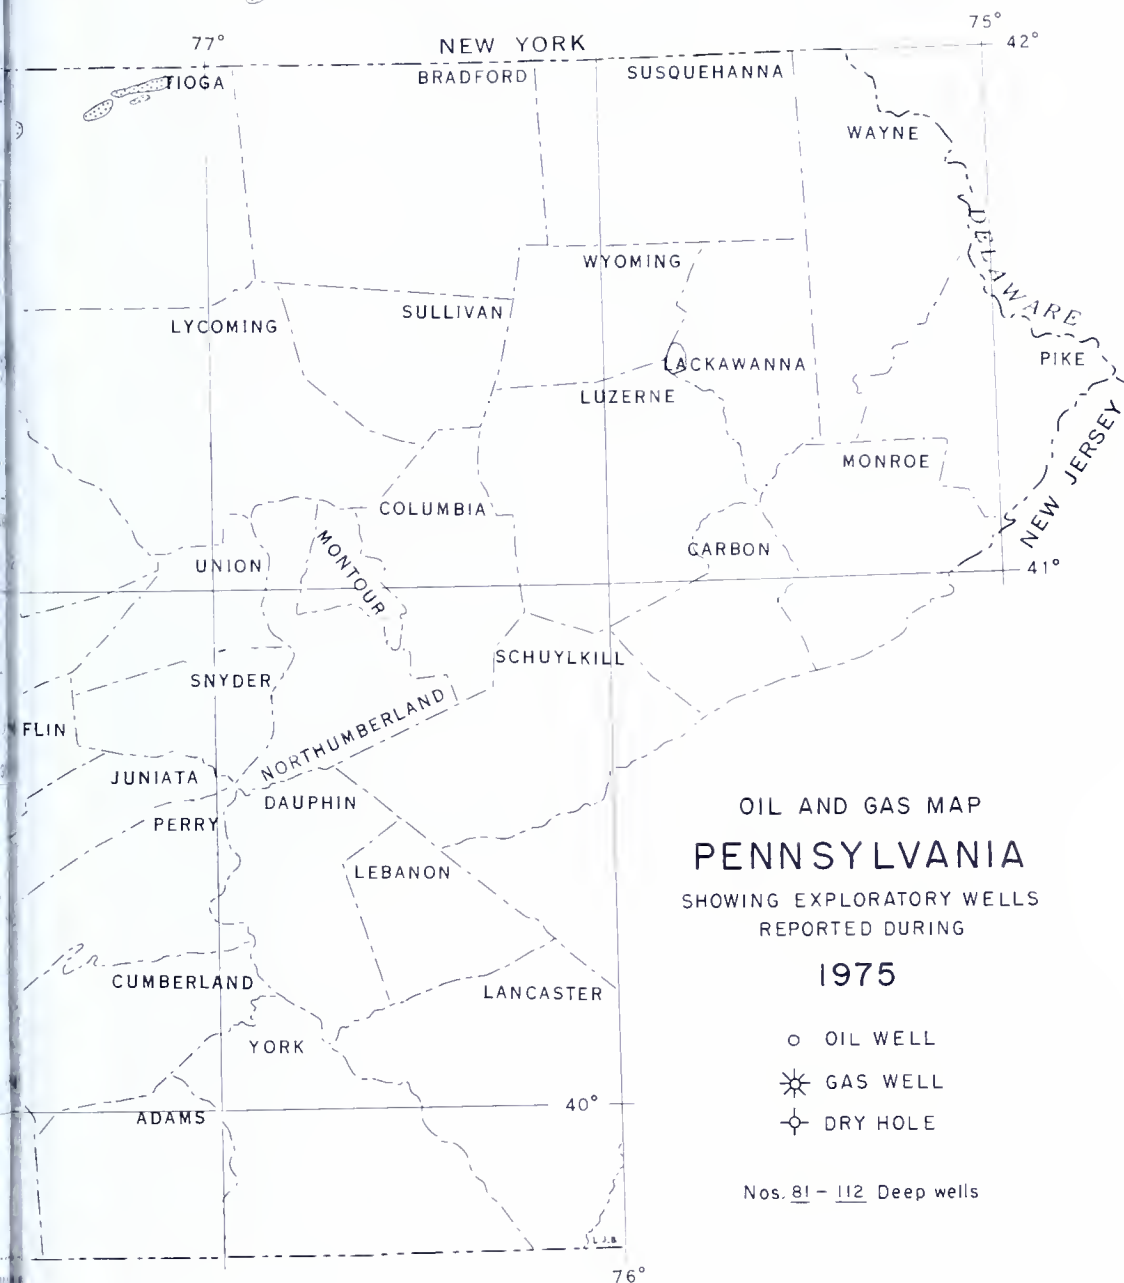 77°
NEW YORK
75°
42°
TIOGA
BRADFORD
SUSQUEHANNA
WAYNE
DELAWARE
WYOMING
SULLIVAN
LYCOMING
LACKAWANNA
PIKE
LUZERNE
NEW JERSEY
MONROE
COLUMBIA
MONTOUR
CARBON
UNION
41°
SCHUYLKILL
SNYDER
NORTHUMBERLAND
FLIN
JUNIATA
DAUPHIN
PERRY
LEBANON
CUMBERLAND
LANCASTER
YORK
ADAMS
40°
OIL AND GAS MAP
PENNSYLVANIA
SHOWING EXPLORATORY WELLS
REPORTED DURING
1975
OIL WELL
GAS WELL
DRY HOLE
Nos. 81 – 112 Deep wells
L.J.B.
76°